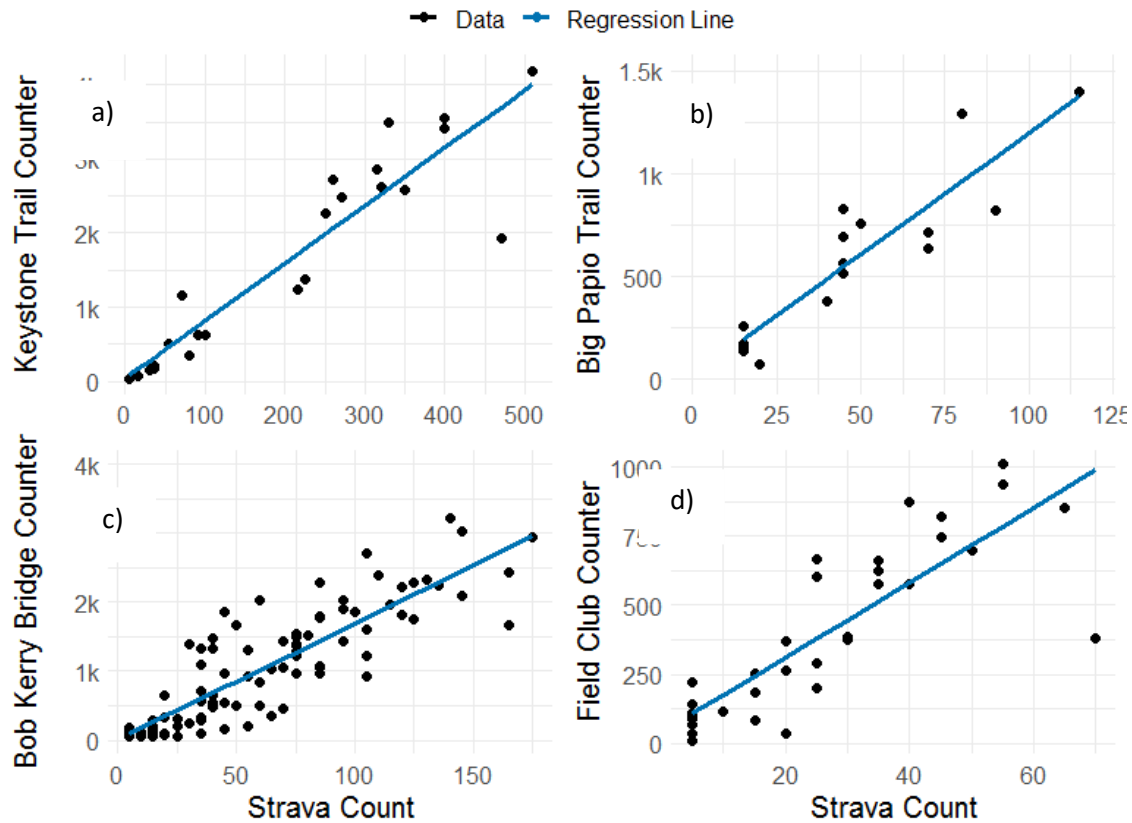 Data Regression Line
a)
Keystone Trail Counter
2k
1k
0
0 100 200 300 400 500
b)
Big Papio Trail Counter
1.5k
1k
500
0
0 25 50 75 100 125
c)
Bob Kerry Bridge Counter
4k
2k
1k
0
0 50 100 150
Strava Count
d)
Field Club Counter
1000
500
250
0
20 40 60
Strava Count